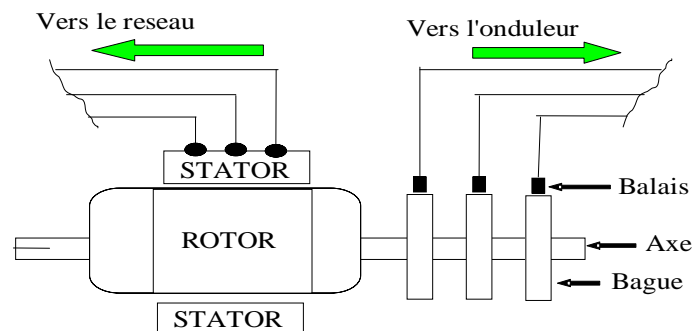 Vers le reseau
Vers l'onduleur
STATOR
ROTOR
STATOR
Balais
Axe
Bague